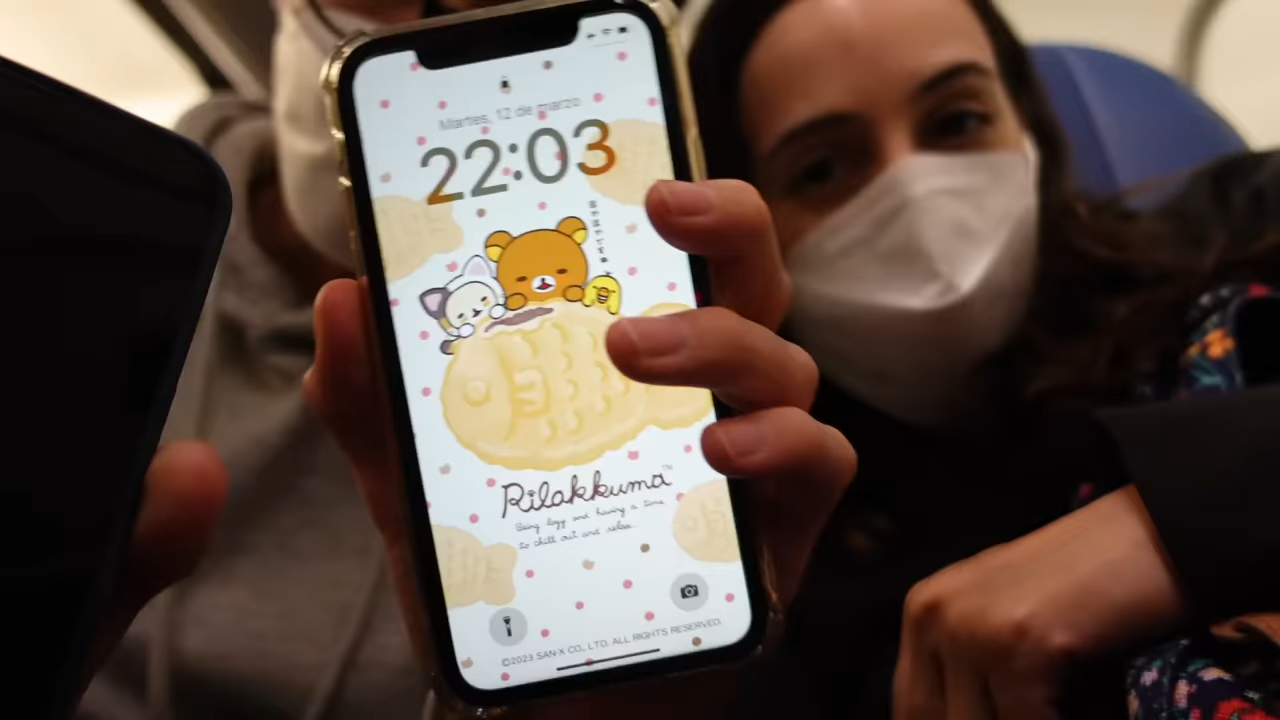 Martes, 12 de marzo
22:03
Rilakkuma™
Being lazy and having a time
to chill out and relax.
©2023 SAN-X CO., LTD. ALL RIGHTS RESERVED.